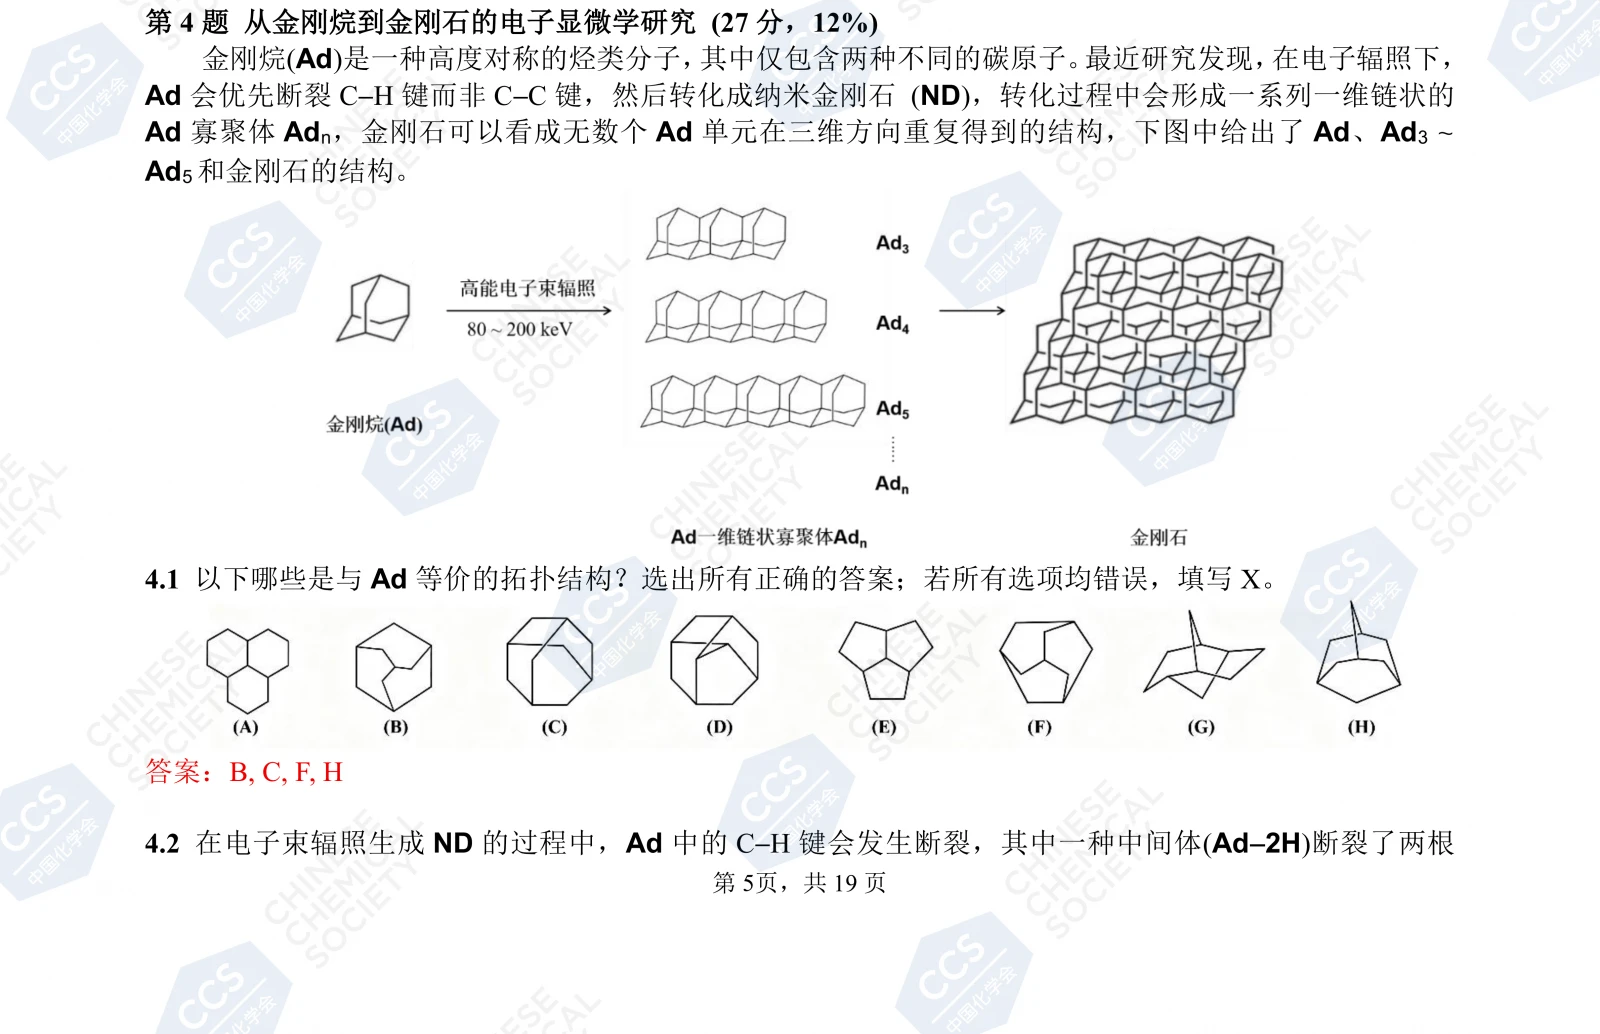 第 4 题  从金刚烷到金刚石的电子显微学研究 (27 分，12%)
金刚烷(Ad)是一种高度对称的烃类分子，其中仅包含两种不同的碳原子。最近研究发现，在电子辐照下，
Ad 会优先断裂 C–H 键而非 C–C 键，然后转化成纳米金刚石 (ND)，转化过程中会形成一系列一维链状的
Ad 寡聚体 Adn，金刚石可以看成无数个 Ad 单元在三维方向重复得到的结构，下图中给出了 Ad、Ad3 ~
Ad5 和金刚石的结构。
高能电子束辐照
80 ~ 200 keV
金刚烷(Ad)
Ad3
Ad4
Ad5
Adn
Ad一维链状寡聚体Adn
金刚石
4.1  以下哪些是与 Ad 等价的拓扑结构？选出所有正确的答案；若所有选项均错误，填写 X。
(A) (B) (C) (D) (E) (F) (G) (H)
答案：B, C, F, H
4.2  在电子束辐照生成 ND 的过程中，Ad 中的 C–H 键会发生断裂，其中一种中间体(Ad–2H)断裂了两根
第 5页，共 19 页
CCS
中国化学会
CHINESE
CHEMICAL
SOCIETY